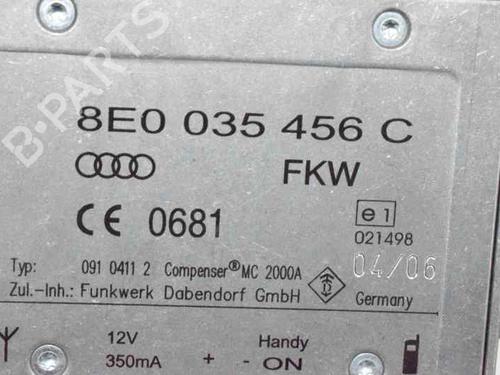 B-PARTS
8E0 035 456 C
FKW
CE 0681
e1
021498
04/06
Typ: 091 0411 2 Compenser®MC 2000A
Zul.-Inh.: Funkwerk Dabendorf GmbH
Germany
12V Handy
350mA + - ON